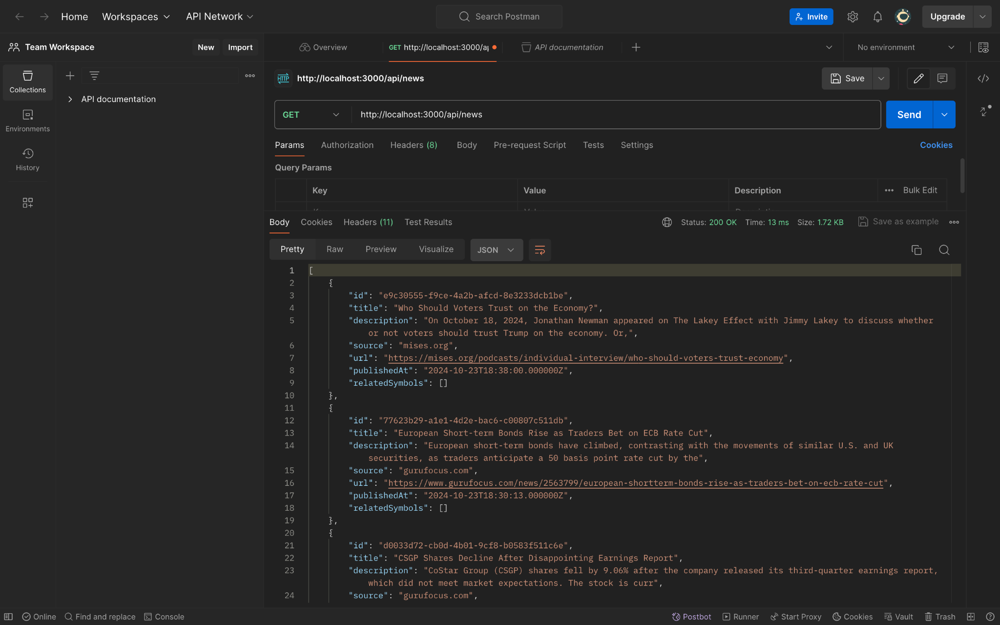 Home Workspaces API Network Search Postman Invite Upgrade
Team Workspace New Import
Overview GET http://localhost:3000/ap API documentation No environment
Collections
Environments
History
API documentation
HTTP http://localhost:3000/api/news Save
GET http://localhost:3000/api/news Send
Params Authorization Headers (8) Body Pre-request Script Tests Settings Cookies
Query Params
Key Value Description Bulk Edit
Body Cookies Headers (11) Test Results Status: 200 OK Time: 13 ms Size: 1.72 KB Save as example
Pretty Raw Preview Visualize JSON
1 [
2 {
3 "id": "e9c30555-f9ce-4a2b-afcd-8e3233dcb1be",
4 "title": "Who Should Voters Trust on the Economy?",
5 "description": "On October 18, 2024, Jonathan Newman appeared on The Lakey Effect with Jimmy Lakey to discuss whether
or not voters should trust Trump on the economy. Or,",
6 "source": "mises.org",
7 "url": "https://mises.org/podcasts/individual-interview/who-should-voters-trust-economy",
8 "publishedAt": "2024-10-23T18:38:00.000000Z",
9 "relatedSymbols": []
10 },
11 {
12 "id": "77623b29-a1e1-4d2e-bac6-c00807c511db",
13 "title": "European Short-term Bonds Rise as Traders Bet on ECB Rate Cut",
14 "description": "European short-term bonds have climbed, contrasting with the movements of similar U.S. and UK
securities, as traders anticipate a 50 basis point rate cut by the",
15 "source": "gurufocus.com",
16 "url": "https://www.gurufocus.com/news/2563799/european-shortterm-bonds-rise-as-traders-bet-on-ecb-rate-cut",
17 "publishedAt": "2024-10-23T18:30:13.000000Z",
18 "relatedSymbols": []
19 },
20 {
21 "id": "d0033d72-cb0d-4b01-9cf8-b0583f511c6e",
22 "title": "CSGP Shares Decline After Disappointing Earnings Report",
23 "description": "CoStar Group (CSGP) shares fell by 9.06% after the company released its third-quarter earnings report,
which did not meet market expectations. The stock is curr",
24 "source": "gurufocus.com",
Online Find and replace Console Postbot Runner Start Proxy Cookies Vault Trash